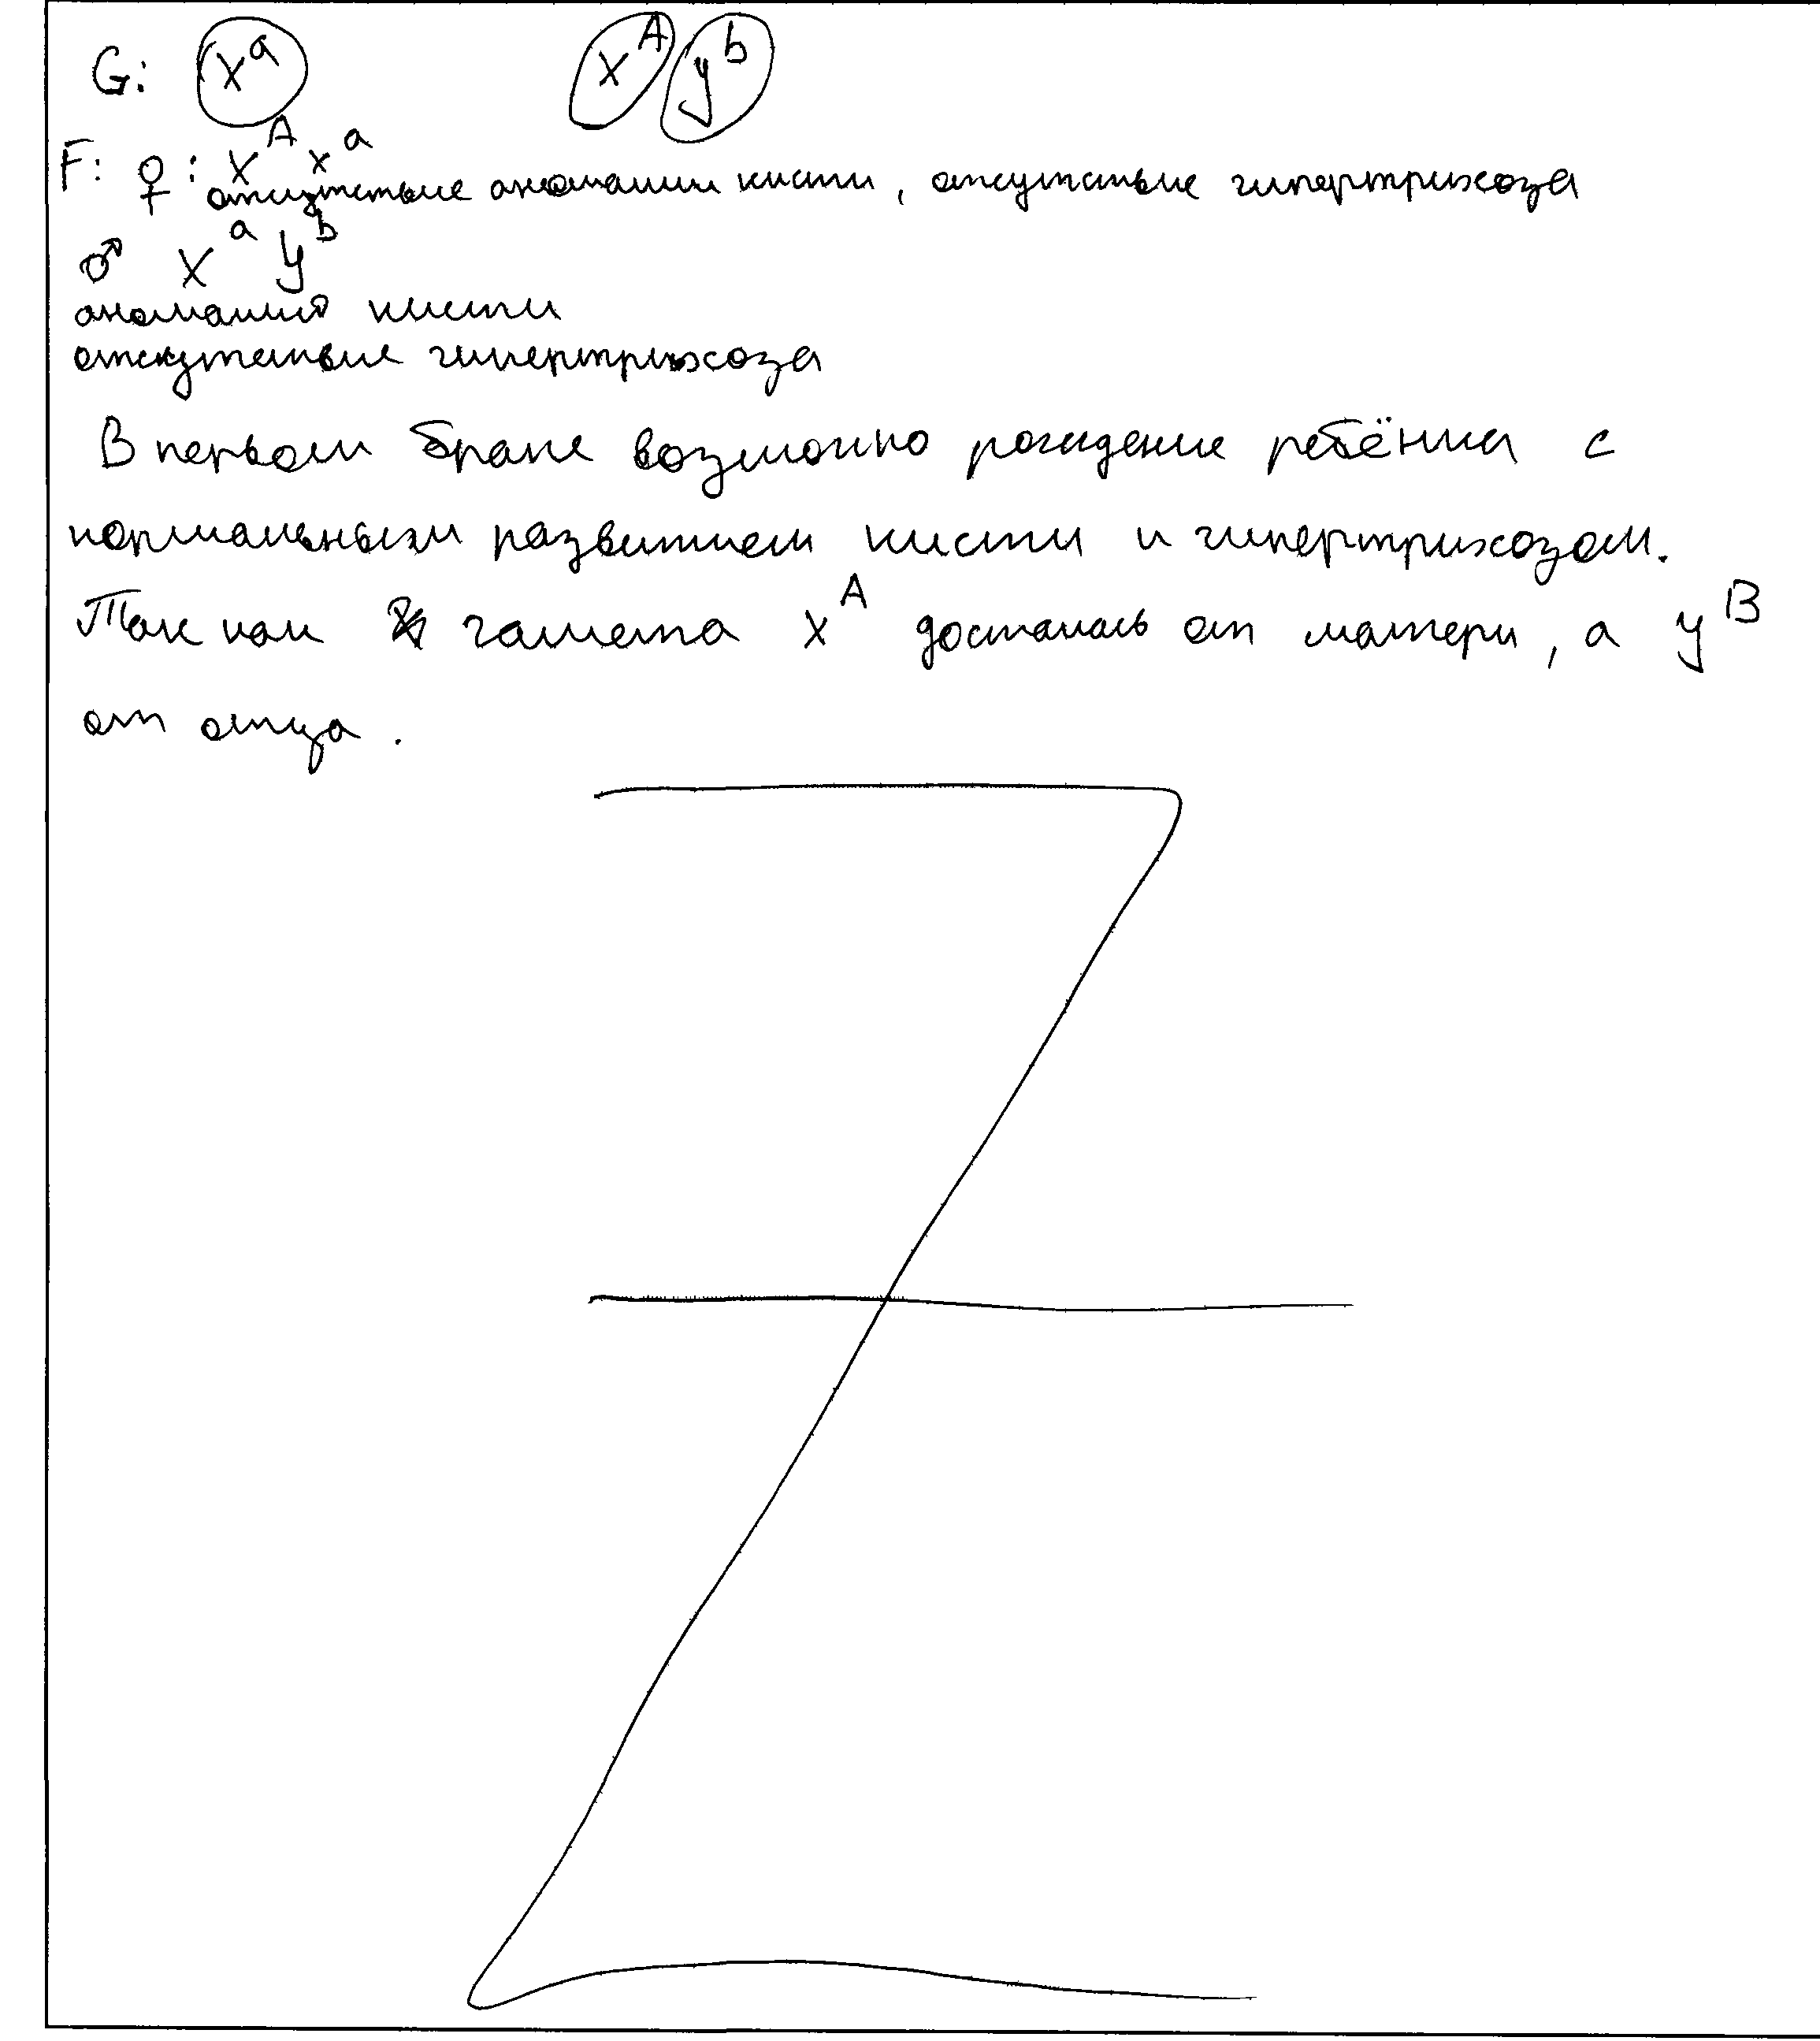 G: X^a X^A y^b
F: ♀: X^A x^a
отсутствие аномалии кисти, отсутствие гипертрихоза
♂ X^a y^b
аномалия кисти
отсутствие гипертрихоза
В первом браке возможно рождение ребёнка с
нормальным развитием кисти и гипертрихозом.
Так как гамета x^A досталась от матери, а y^B
от отца.